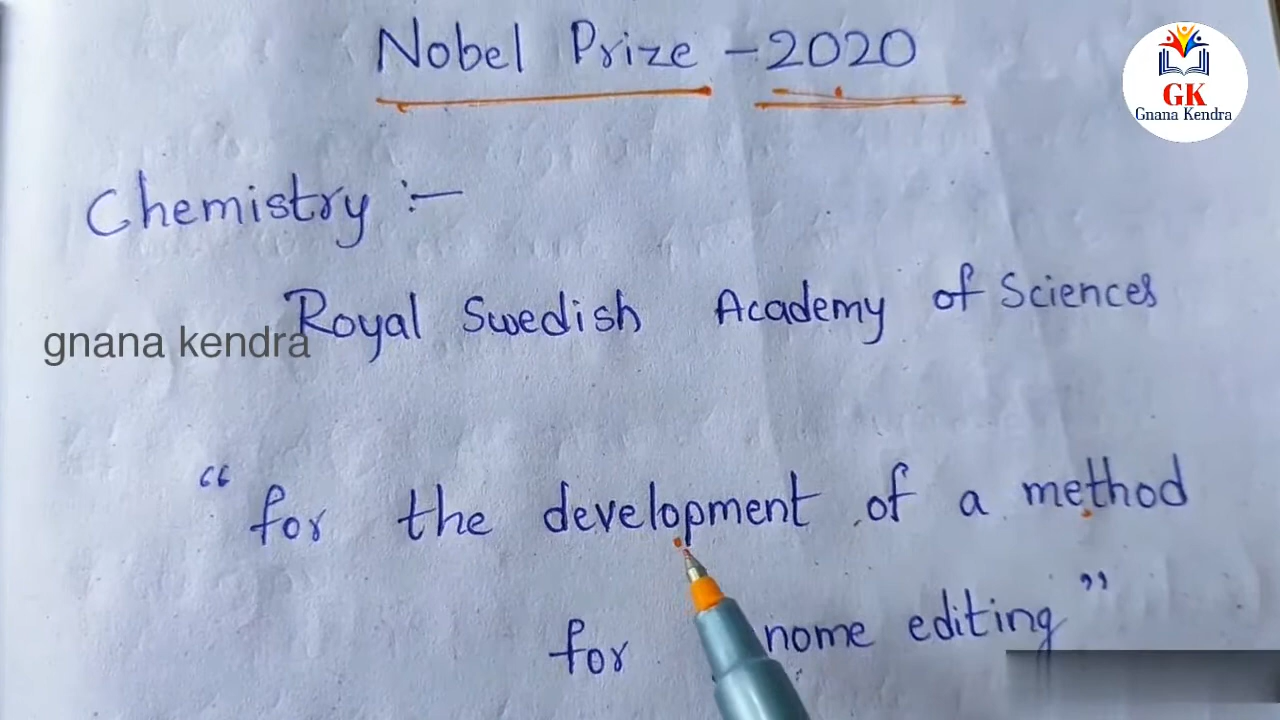 Nobel Prize - 2020
GK
Gnana Kendra
Chemistry :-
Royal Swedish Academy of Sciences
gnana kendra
“for the development of a method
for nome editing”